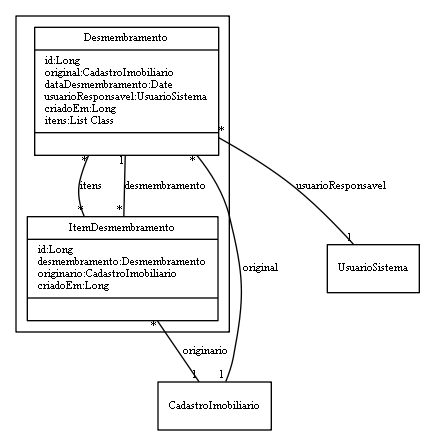 Desmembramento
id:Long
original:CadastroImobiliario
dataDesmembramento:Date
usuarioResponsavel:UsuarioSistema
criadoEm:Long
itens:List Class
*
*
1
*
usuarioResponsavel
itens
desmembramento
*
*
1
ItemDesmembramento
id:Long
desmembramento:Desmembramento
originario:CadastroImobiliario
criadoEm:Long
UsuarioSistema
original
*
originario
1
1
CadastroImobiliario